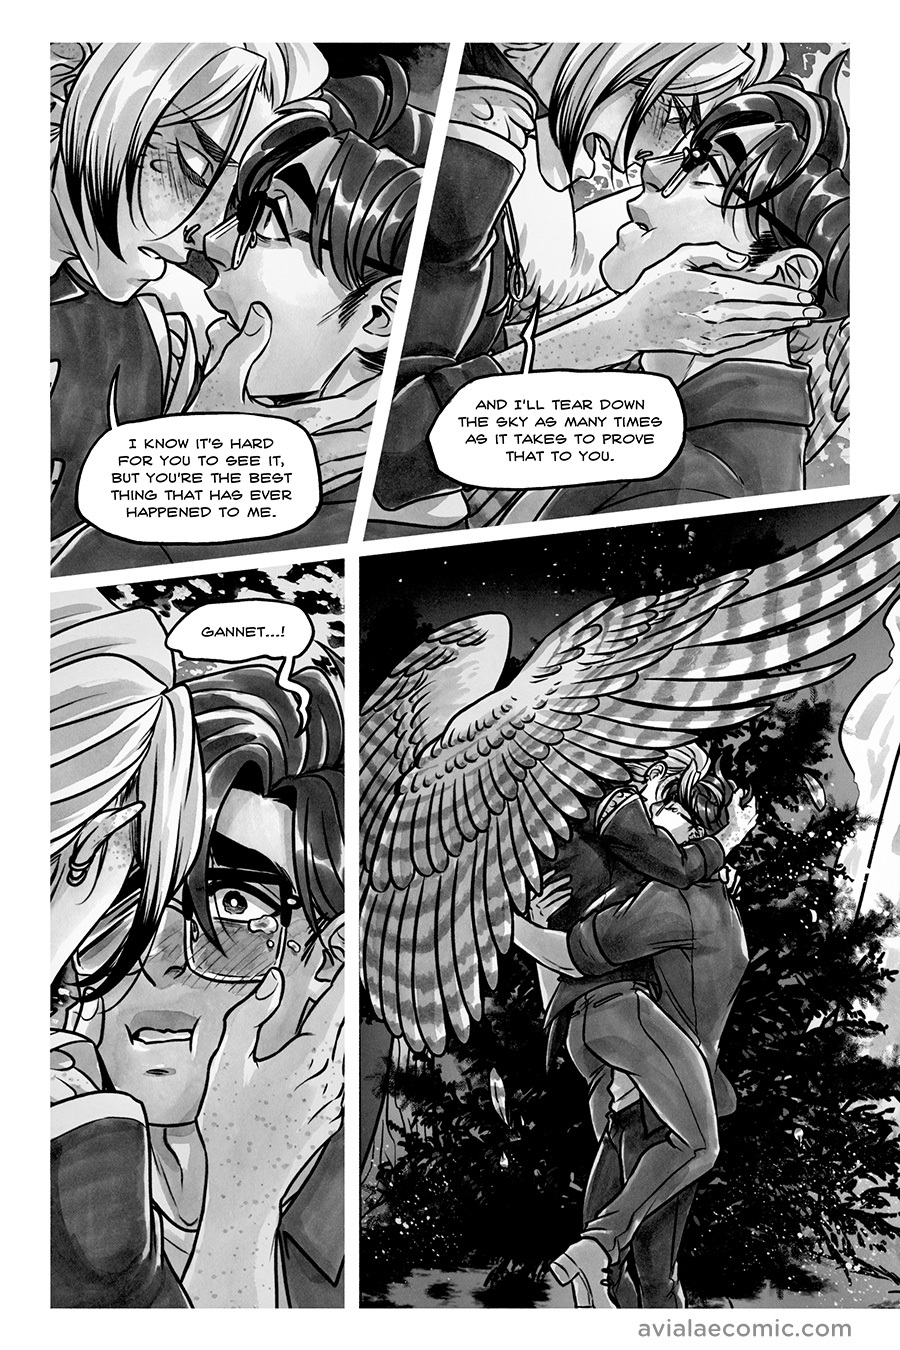 I KNOW IT'S HARD
FOR YOU TO SEE IT,
BUT YOU'RE THE BEST
THING THAT HAS EVER
HAPPENED TO ME.
AND I'LL TEAR DOWN
THE SKY AS MANY TIMES
AS IT TAKES TO PROVE
THAT TO YOU.
GANNET...!
avialaecomic.com